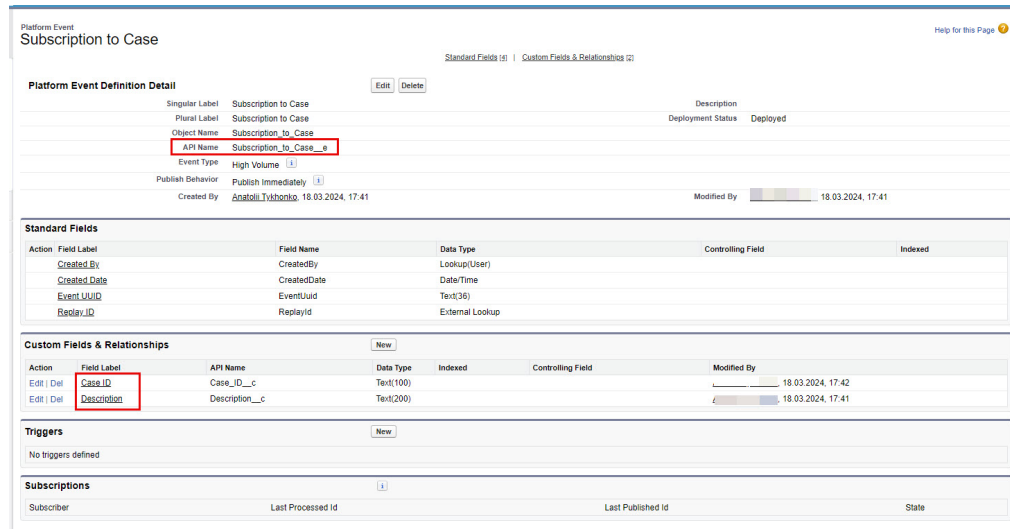 Platform Event
Subscription to Case
Help for this Page
Standard Fields [4] | Custom Fields & Relationships [2]
Platform Event Definition Detail Edit Delete
Singular Label Subscription to Case Description
Plural Label Subscription to Case Deployment Status Deployed
Object Name Subscription_to_Case
API Name Subscription_to_Case__e
Event Type High Volume i
Publish Behavior Publish Immediately i
Created By Anatolii Tykhonko, 18.03.2024, 17:41 Modified By 18.03.2024, 17:41
Standard Fields
Action Field Label Field Name Data Type Controlling Field Indexed
Created By CreatedBy Lookup(User)
Created Date CreatedDate Date/Time
Event UUID EventUuid Text(36)
Replay ID ReplayId External Lookup
Custom Fields & Relationships New
Action Field Label API Name Data Type Indexed Controlling Field Modified By
Edit | Del Case ID Case_ID__c Text(100) , 18.03.2024, 17:42
Edit | Del Description Description__c Text(200) , 18.03.2024, 17:41
Triggers New
No triggers defined
Subscriptions i
Subscriber Last Processed Id Last Published Id State